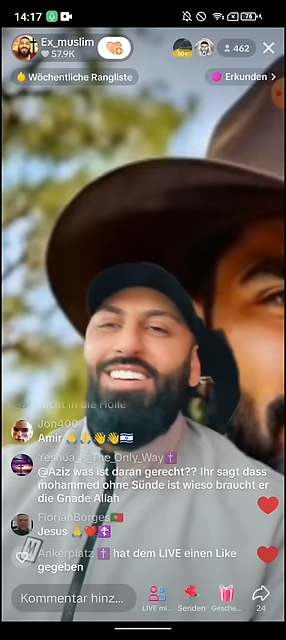 14:17
76
Ex_muslim
57.9K
10+
462
Wöchentliche Rangliste
Erkunden >
nicht in die Hölle
Jon400
Amir 🙏🙏👏👏🇮🇱
Yeshua_Is_The_Only_Way✝️
@Aziz was ist daran gerecht?? Ihr sagt dass
mohammed ohne Sünde ist wieso braucht er
die Gnade Allah
FlorianBorges🇵🇹
Jesus 🙏❤️✝️
Ankerplatz ✝️ hat dem LIVE einen Like
gegeben
Kommentar hinz...
LIVE mi...
Senden
Gesche...
24